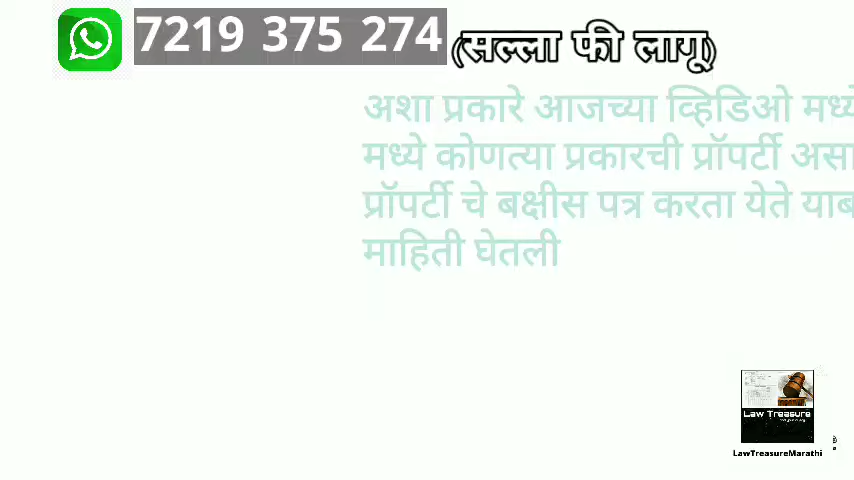 7219 375 274 (सल्ला फी लागू)
अशा प्रकारे आजच्या व्हिडिओ मध्ये
मध्ये कोणत्या प्रकारची प्रॉपर्टी
प्रॉपर्टी चे बक्षीस पत्र करता येते
माहिती घेतली
Law Treasure
LawTreasureMarathi